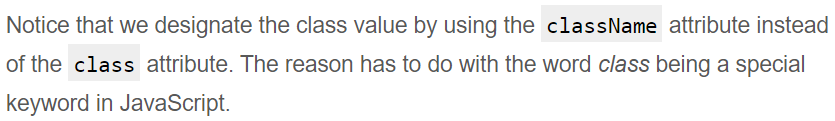 Notice that we designate the class value by using the className attribute instead
of the class attribute. The reason has to do with the word class being a special
keyword in JavaScript.